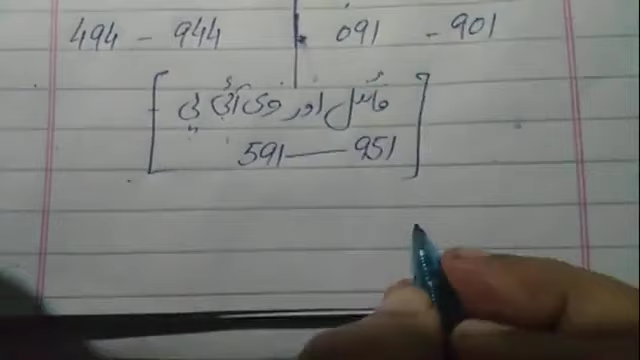 494 - 944 091 - 901
فائنل اور وی آئی پی
591 — 951